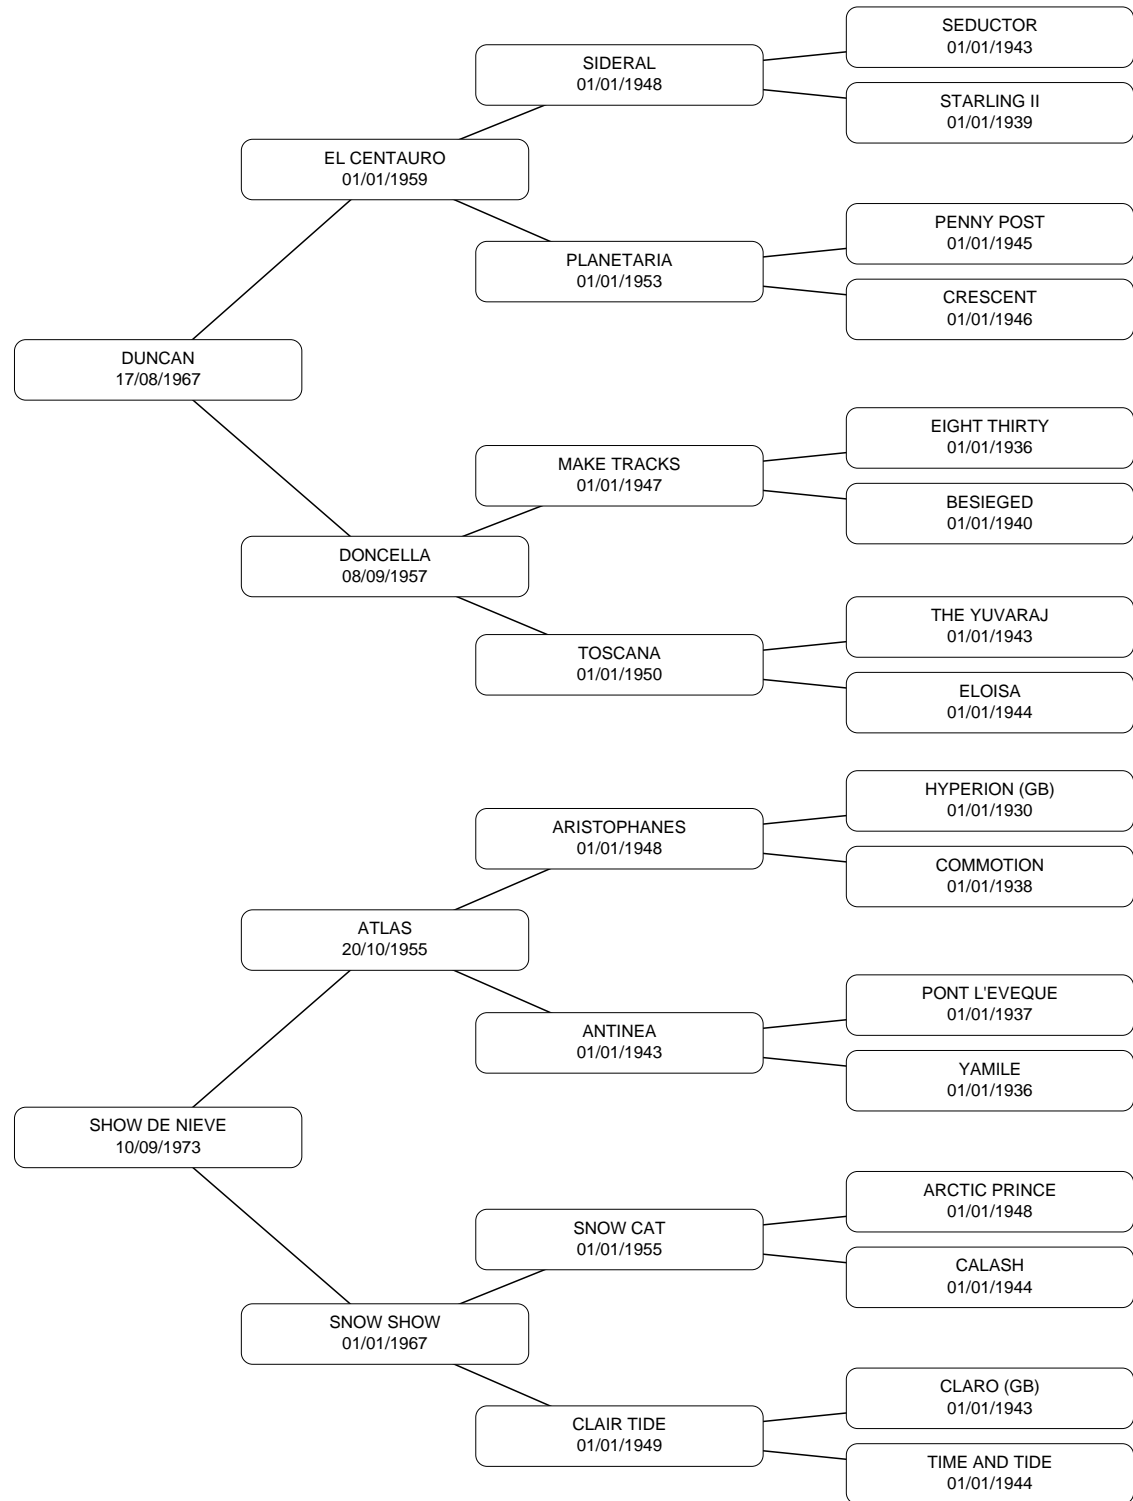 SEDUCTOR
01/01/1943
SIDERAL
01/01/1948
STARLING II
01/01/1939
EL CENTAURO
01/01/1959
PENNY POST
01/01/1945
PLANETARIA
01/01/1953
CRESCENT
01/01/1946
DUNCAN
17/08/1967
EIGHT THIRTY
01/01/1936
MAKE TRACKS
01/01/1947
BESIEGED
01/01/1940
DONCELLA
08/09/1957
THE YUVARAJ
01/01/1943
TOSCANA
01/01/1950
ELOISA
01/01/1944
HYPERION (GB)
01/01/1930
ARISTOPHANES
01/01/1948
COMMOTION
01/01/1938
ATLAS
20/10/1955
PONT L'EVEQUE
01/01/1937
ANTINEA
01/01/1943
YAMILE
01/01/1936
SHOW DE NIEVE
10/09/1973
ARCTIC PRINCE
01/01/1948
SNOW CAT
01/01/1955
CALASH
01/01/1944
SNOW SHOW
01/01/1967
CLARO (GB)
01/01/1943
CLAIR TIDE
01/01/1949
TIME AND TIDE
01/01/1944